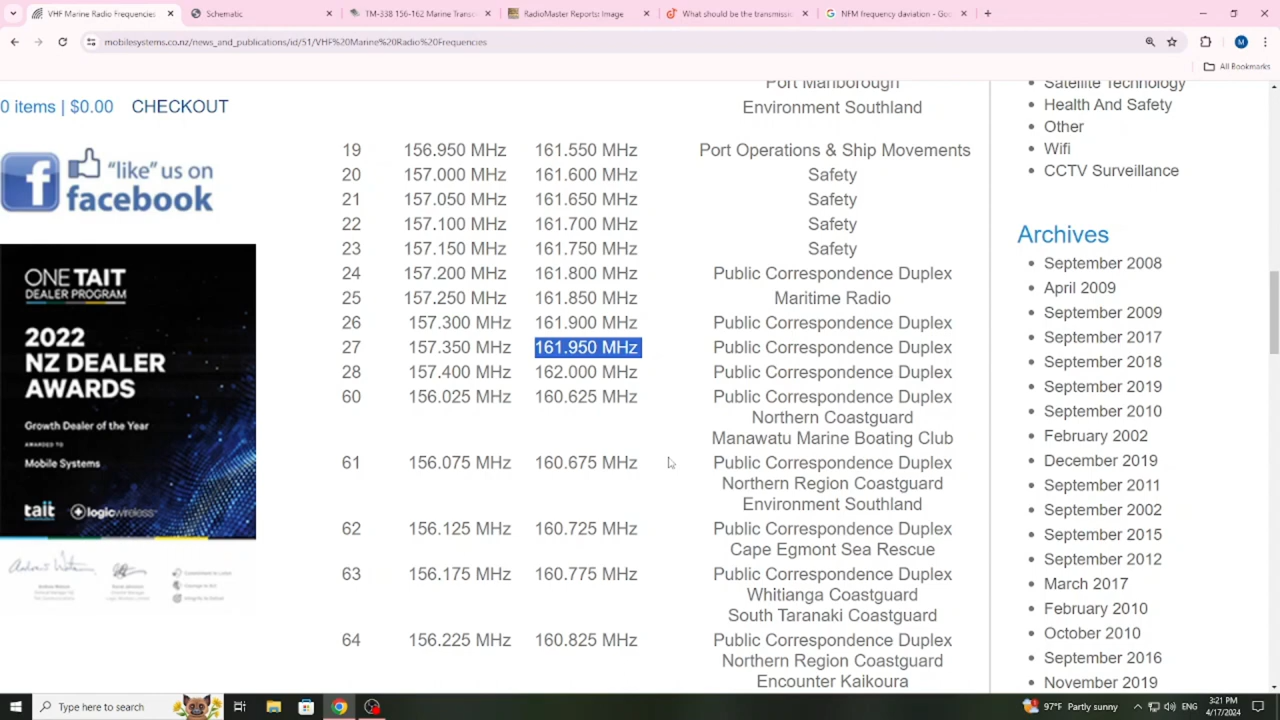 VHF Marine Radio Frequencies
Schematic
TM-338 156-162 Marine Trans
RadioMaster Reports: Image
What should be the transmissi
NFM frequency deviation - Goo
mobilesystems.co.nz/news_and_publications/id/51/VHF%20Marine%20Radio%20Frequencies
All Bookmarks
0 items | $0.00 CHECKOUT
"like" us on
facebook
ONE TAIT
DEALER PROGRAM
2022
NZ DEALER
AWARDS
Growth Dealer of the Year
AWARDED TO
Mobile Systems
tait logicwireless
Port Marlborough
Environment Southland
19 156.950 MHz 161.550 MHz Port Operations & Ship Movements
20 157.000 MHz 161.600 MHz Safety
21 157.050 MHz 161.650 MHz Safety
22 157.100 MHz 161.700 MHz Safety
23 157.150 MHz 161.750 MHz Safety
24 157.200 MHz 161.800 MHz Public Correspondence Duplex
25 157.250 MHz 161.850 MHz Maritime Radio
26 157.300 MHz 161.900 MHz Public Correspondence Duplex
27 157.350 MHz 161.950 MHz Public Correspondence Duplex
28 157.400 MHz 162.000 MHz Public Correspondence Duplex
60 156.025 MHz 160.625 MHz Public Correspondence Duplex
Northern Coastguard
Manawatu Marine Boating Club
61 156.075 MHz 160.675 MHz Public Correspondence Duplex
Northern Region Coastguard
Environment Southland
62 156.125 MHz 160.725 MHz Public Correspondence Duplex
Cape Egmont Sea Rescue
63 156.175 MHz 160.775 MHz Public Correspondence Duplex
Whitianga Coastguard
South Taranaki Coastguard
64 156.225 MHz 160.825 MHz Public Correspondence Duplex
Northern Region Coastguard
Encounter Kaikoura
Satellite Technology
Health And Safety
Other
Wifi
CCTV Surveillance
Archives
September 2008
April 2009
September 2009
September 2017
September 2018
September 2019
September 2010
February 2002
December 2019
September 2011
September 2002
September 2015
September 2012
March 2017
February 2010
October 2010
September 2016
November 2019
Type here to search
97°F Partly sunny
ENG
3:21 PM
4/17/2024